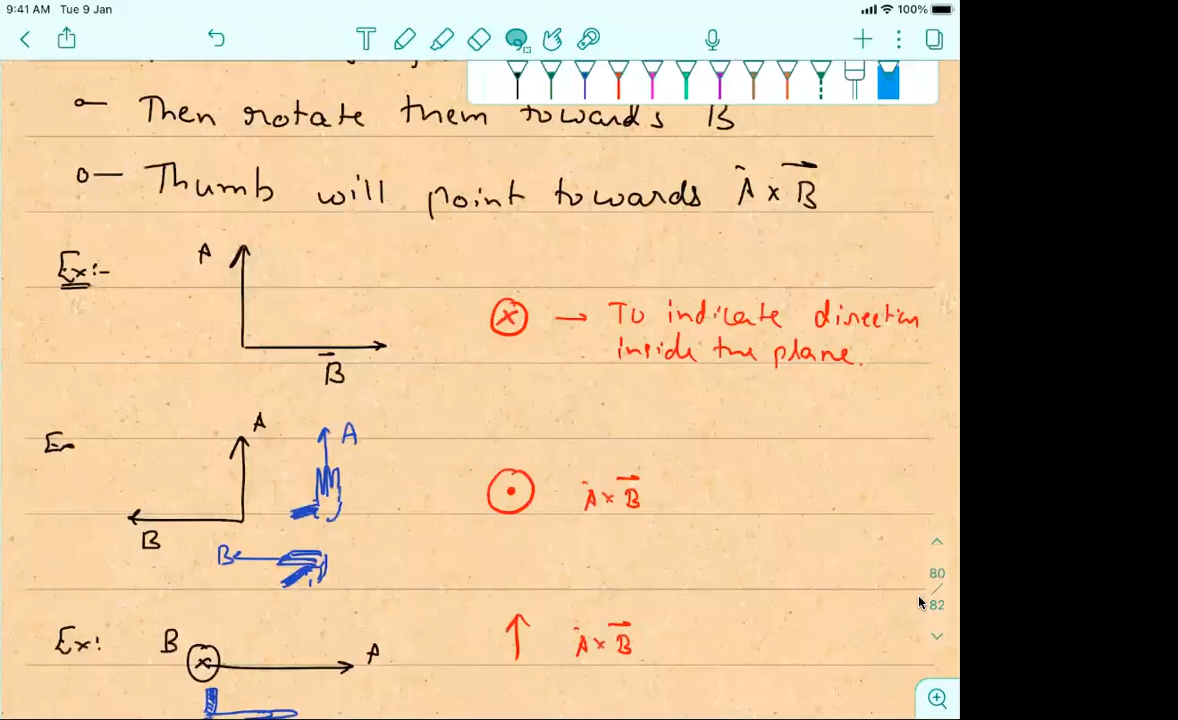 9:41 AM Tue 9 Jan
100%
Then rotate them towards B
Thumb will point towards A × B
Ex:-
A
B
x → To indicate direction
inside the plane.
Ex
A
B
A
B
A × B
Ex:
B
x
A
A × B
80
/
82